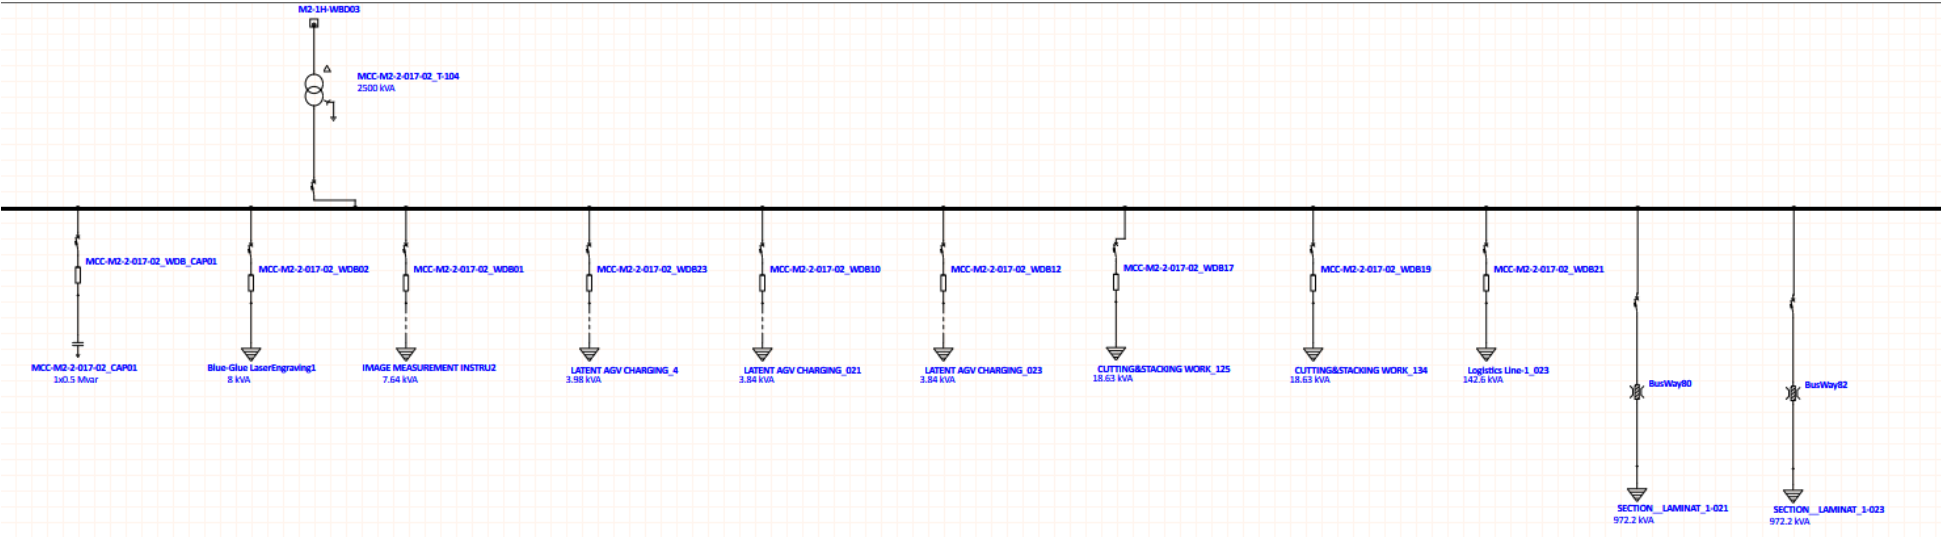 M2-1H-WBD03
MCC-M2-2-017-02_T-104
2500 kVA
MCC-M2-2-017-02_WDB_CAP01
MCC-M2-2-017-02_WDB02
MCC-M2-2-017-02_WDB01
MCC-M2-2-017-02_WDB23
MCC-M2-2-017-02_WDB10
MCC-M2-2-017-02_WDB12
MCC-M2-2-017-02_WDB17
MCC-M2-2-017-02_WDB19
MCC-M2-2-017-02_WDB21
MCC-M2-2-017-02_CAP01
1x0.5 Mvar
Blue-Glue LaserEngraving1
8 kVA
IMAGE MEASUREMENT INSTRU2
7.64 kVA
LATENT AGV CHARGING_4
3.98 kVA
LATENT AGV CHARGING_021
3.84 kVA
LATENT AGV CHARGING_023
3.84 kVA
CUTTING&STACKING WORK_125
18.63 kVA
CUTTING&STACKING WORK_134
18.63 kVA
Logistics Line-1_023
142.6 kVA
BusWay80
BusWay82
SECTION__LAMINAT_1-021
972.2 kVA
SECTION__LAMINAT_1-023
972.2 kVA